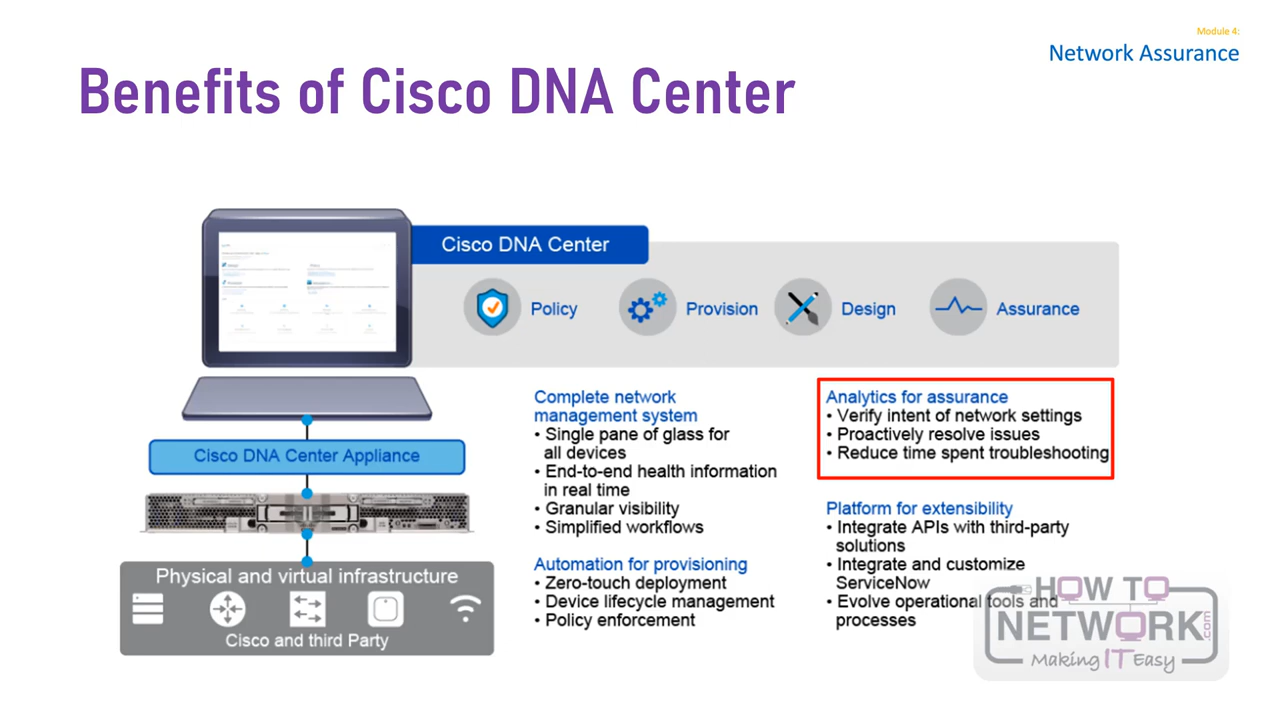 Module 4:
Network Assurance
Benefits of Cisco DNA Center
Cisco DNA Center
Policy
Provision
Design
Assurance
Cisco DNA Center Appliance
Physical and virtual infrastructure
Cisco and third Party
Complete network
management system
• Single pane of glass for
all devices
• End-to-end health information
in real time
• Granular visibility
• Simplified workflows
Automation for provisioning
• Zero-touch deployment
• Device lifecycle management
• Policy enforcement
Analytics for assurance
• Verify intent of network settings
• Proactively resolve issues
• Reduce time spent troubleshooting
Platform for extensibility
• Integrate APIs with third-party
solutions
• Integrate and customize
ServiceNow
• Evolve operational tools and
processes
HOW TO
NETWORK.com
Making IT Easy